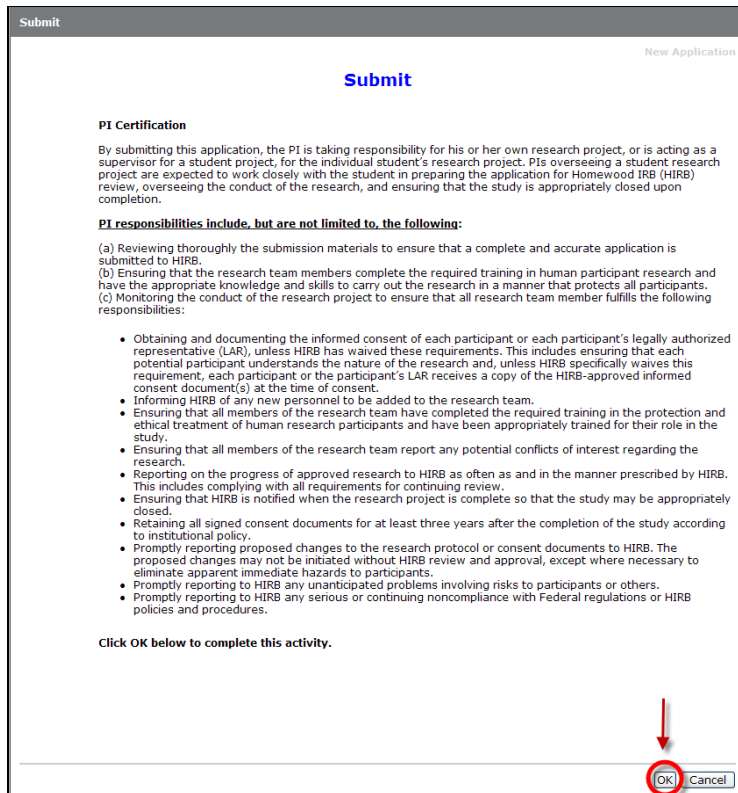 Submit
New Application
Submit
PI Certification
By submitting this application, the PI is taking responsibility for his or her own research project, or is acting as a
supervisor for a student project, for the individual student's research project. PIs overseeing a student research
project are expected to work closely with the student in preparing the application for Homewood IRB (HIRB)
review, overseeing the conduct of the research, and ensuring that the study is appropriately closed upon
completion.
PI responsibilities include, but are not limited to, the following:
(a) Reviewing thoroughly the submission materials to ensure that a complete and accurate application is
submitted to HIRB.
(b) Ensuring that the research team members complete the required training in human participant research and
have the appropriate knowledge and skills to carry out the research in a manner that protects all participants.
(c) Monitoring the conduct of the research project to ensure that all research team member fulfills the following
responsibilities:
• Obtaining and documenting the informed consent of each participant or each participant's legally authorized
representative (LAR), unless HIRB has waived these requirements. This includes ensuring that each
potential participant understands the nature of the research and, unless HIRB specifically waives this
requirement, each participant or the participant's LAR receives a copy of the HIRB-approved informed
consent document(s) at the time of consent.
• Informing HIRB of any new personnel to be added to the research team.
• Ensuring that all members of the research team have completed the required training in the protection and
ethical treatment of human research participants and have been appropriately trained for their role in the
study.
• Ensuring that all members of the research team report any potential conflicts of interest regarding the
research.
• Reporting on the progress of approved research to HIRB as often as and in the manner prescribed by HIRB.
This includes complying with all requirements for continuing review.
• Ensuring that HIRB is notified when the research project is complete so that the study may be appropriately
closed.
• Retaining all signed consent documents for at least three years after the completion of the study according
to institutional policy.
• Promptly reporting proposed changes to the research protocol or consent documents to HIRB. The
proposed changes may not be initiated without HIRB review and approval, except where necessary to
eliminate apparent immediate hazards to participants.
• Promptly reporting to HIRB any unanticipated problems involving risks to participants or others.
• Promptly reporting to HIRB any serious or continuing noncompliance with Federal regulations or HIRB
policies and procedures.
Click OK below to complete this activity.
OK Cancel